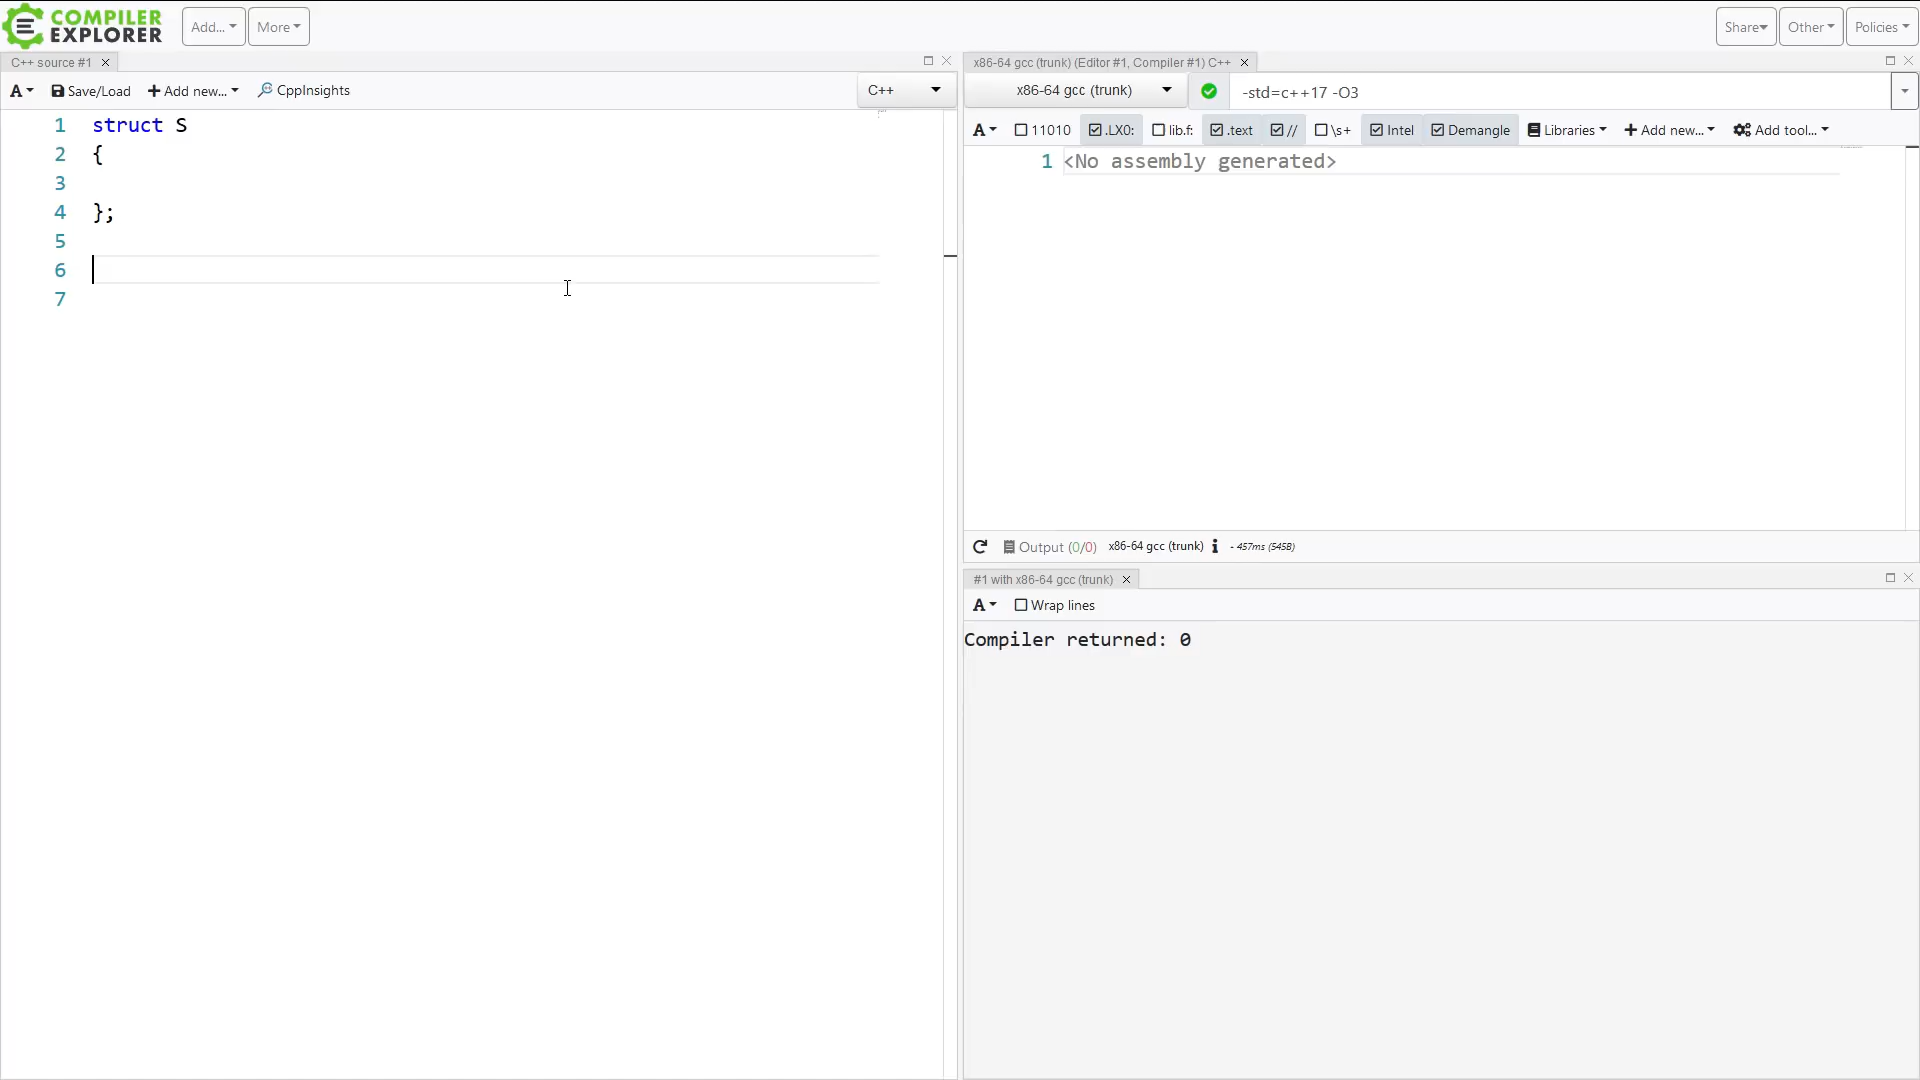 COMPILER
EXPLORER
Add...
More
Share
Other
Policies
C++ source #1
A
Save/Load
Add new...
CppInsights
C++
1 struct S
2 {
3
4 };
5
6
7
x86-64 gcc (trunk) (Editor #1, Compiler #1) C++
x86-64 gcc (trunk)
-std=c++17 -O3
A
11010
.LX0:
lib.f:
.text
//
\s+
Intel
Demangle
Libraries
Add new...
Add tool...
1 <No assembly generated>
Output (0/0) x86-64 gcc (trunk) i - 457ms (545B)
#1 with x86-64 gcc (trunk)
A
Wrap lines
Compiler returned: 0